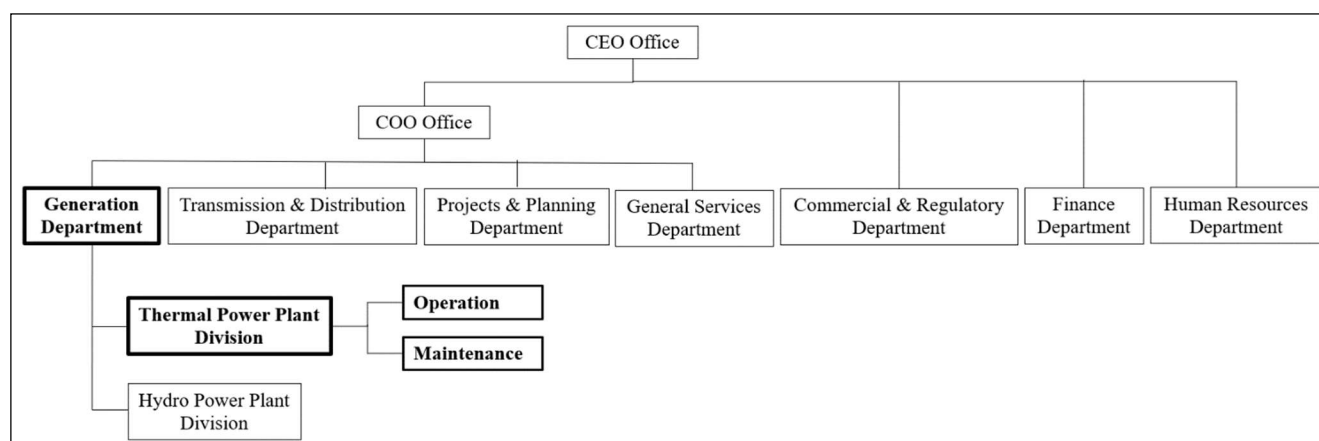 CEO Office
COO Office
Generation
Department
Transmission & Distribution
Department
Projects & Planning
Department
General Services
Department
Commercial & Regulatory
Department
Finance
Department
Human Resources
Department
Thermal Power Plant
Division
Operation
Maintenance
Hydro Power Plant
Division